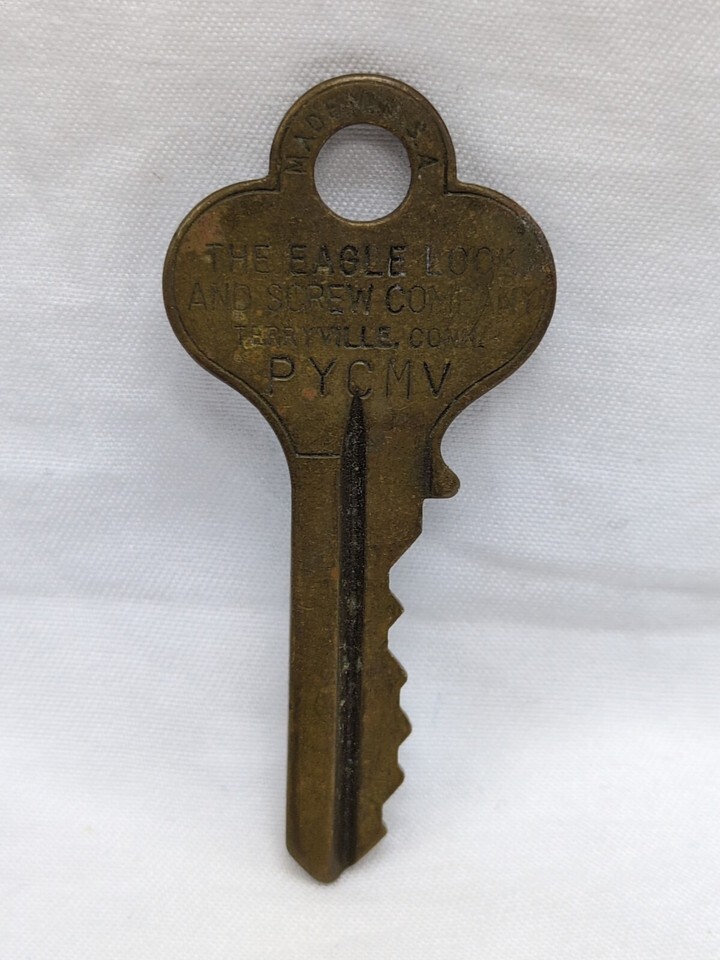 MADE IN U.S.A.
THE EAGLE LOCK
AND SCREW COMPANY
TERRYVILLE, CONN.
PYCMV